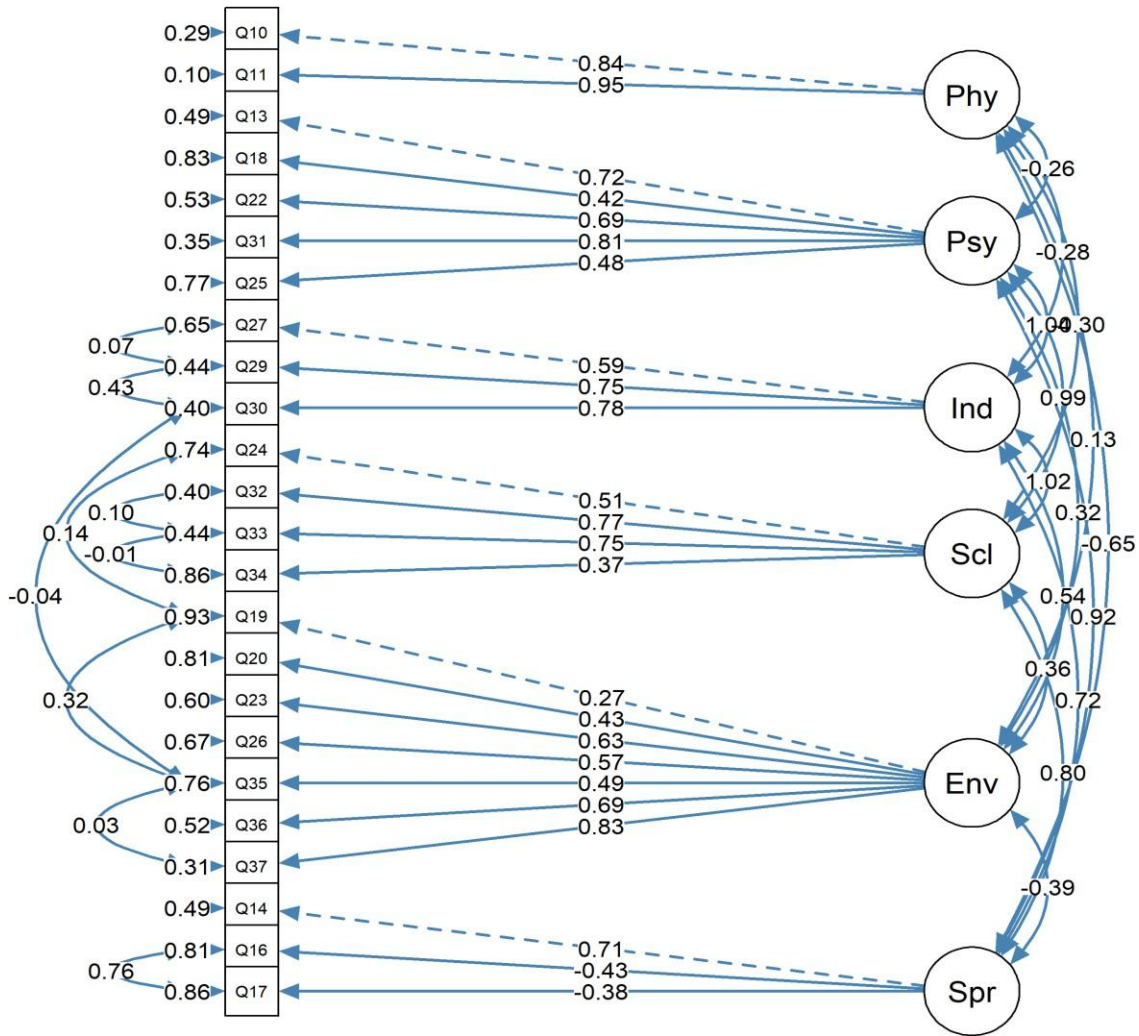 0.29 Q10
0.84
0.10 Q11
0.95
Phy
0.49 Q13
0.83 Q18
-0.26
0.72
0.53 Q22
0.42
0.69
0.35 Q31
0.81
Psy
-0.28
0.48
0.77 Q25
0.65 Q27
1.04
-0.30
0.07
0.44 Q29
0.59
0.43
0.75
0.99
0.40 Q30
0.78
Ind
0.13
0.74 Q24
1.02
0.40 Q32
0.51
0.10
0.32
0.77
0.14
0.44 Q33
0.75
-0.65
-0.01
Scl
0.86 Q34
0.37
-0.04
0.54
0.93 Q19
0.92
0.81 Q20
0.36
0.60 Q23
0.32
0.27
0.72
0.43
0.67 Q26
0.63
0.57
0.76 Q35
0.49
Env
0.80
0.69
0.03
0.52 Q36
0.83
0.31 Q37
-0.39
0.49 Q14
0.81 Q16
0.71
0.76
-0.43
0.86 Q17
-0.38
Spr